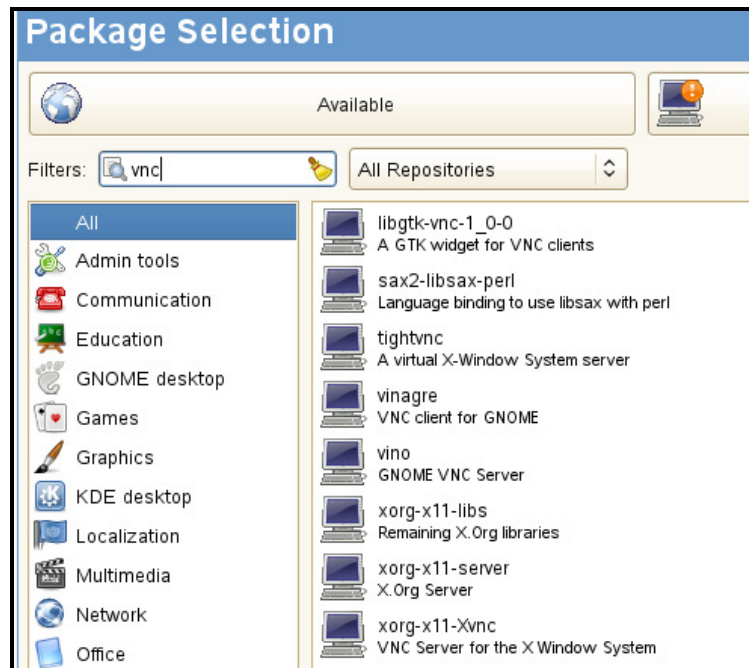 Package Selection
Available
Filters: vnc All Repositories
All
Admin tools
Communication
Education
GNOME desktop
Games
Graphics
KDE desktop
Localization
Multimedia
Network
Office
libgtk-vnc-1_0-0
A GTK widget for VNC clients
sax2-libsax-perl
Language binding to use libsax with perl
tightvnc
A virtual X-Window System server
vinagre
VNC client for GNOME
vino
GNOME VNC Server
xorg-x11-libs
Remaining X.Org libraries
xorg-x11-server
X.Org Server
xorg-x11-Xvnc
VNC Server for the X Window System